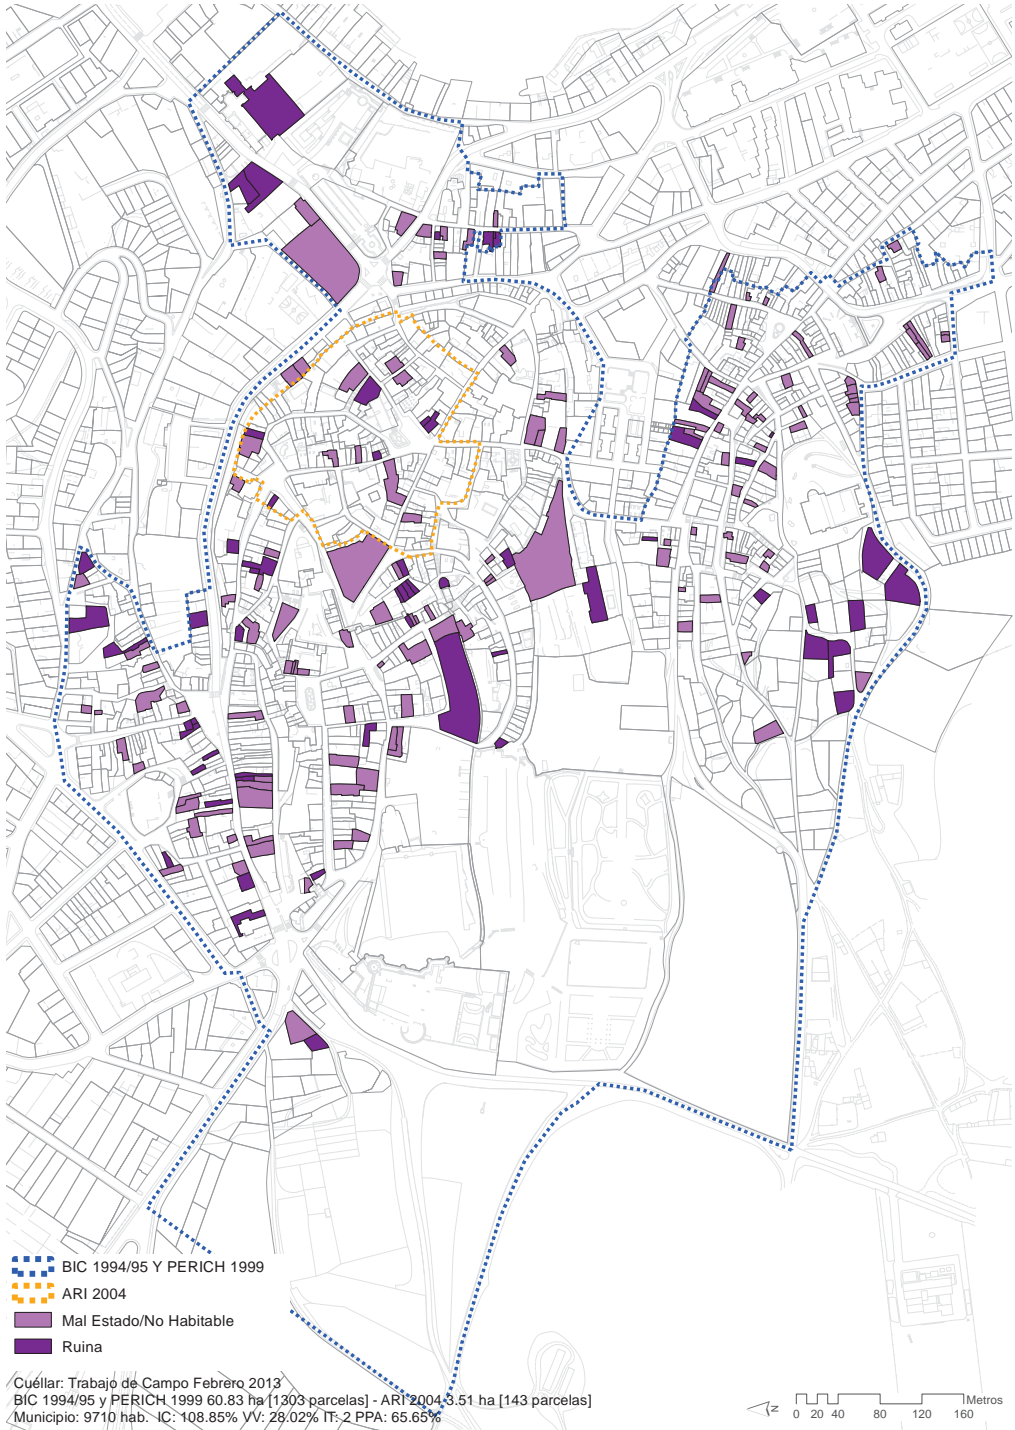 BIC 1994/95 Y PERICH 1999
ARI 2004
Mal Estado/No Habitable
Ruina
Cuéllar: Trabajo de Campo Febrero 2013
BIC 1994/95 y PERICH 1999 60.83 ha [1303 parcelas] - ARI 2004 3.51 ha [143 parcelas]
Municipio: 9710 hab. IC: 108.85% VV: 28.02% IT: 2 PPA: 65.65%
N
Metros
0 20 40 80 120 160